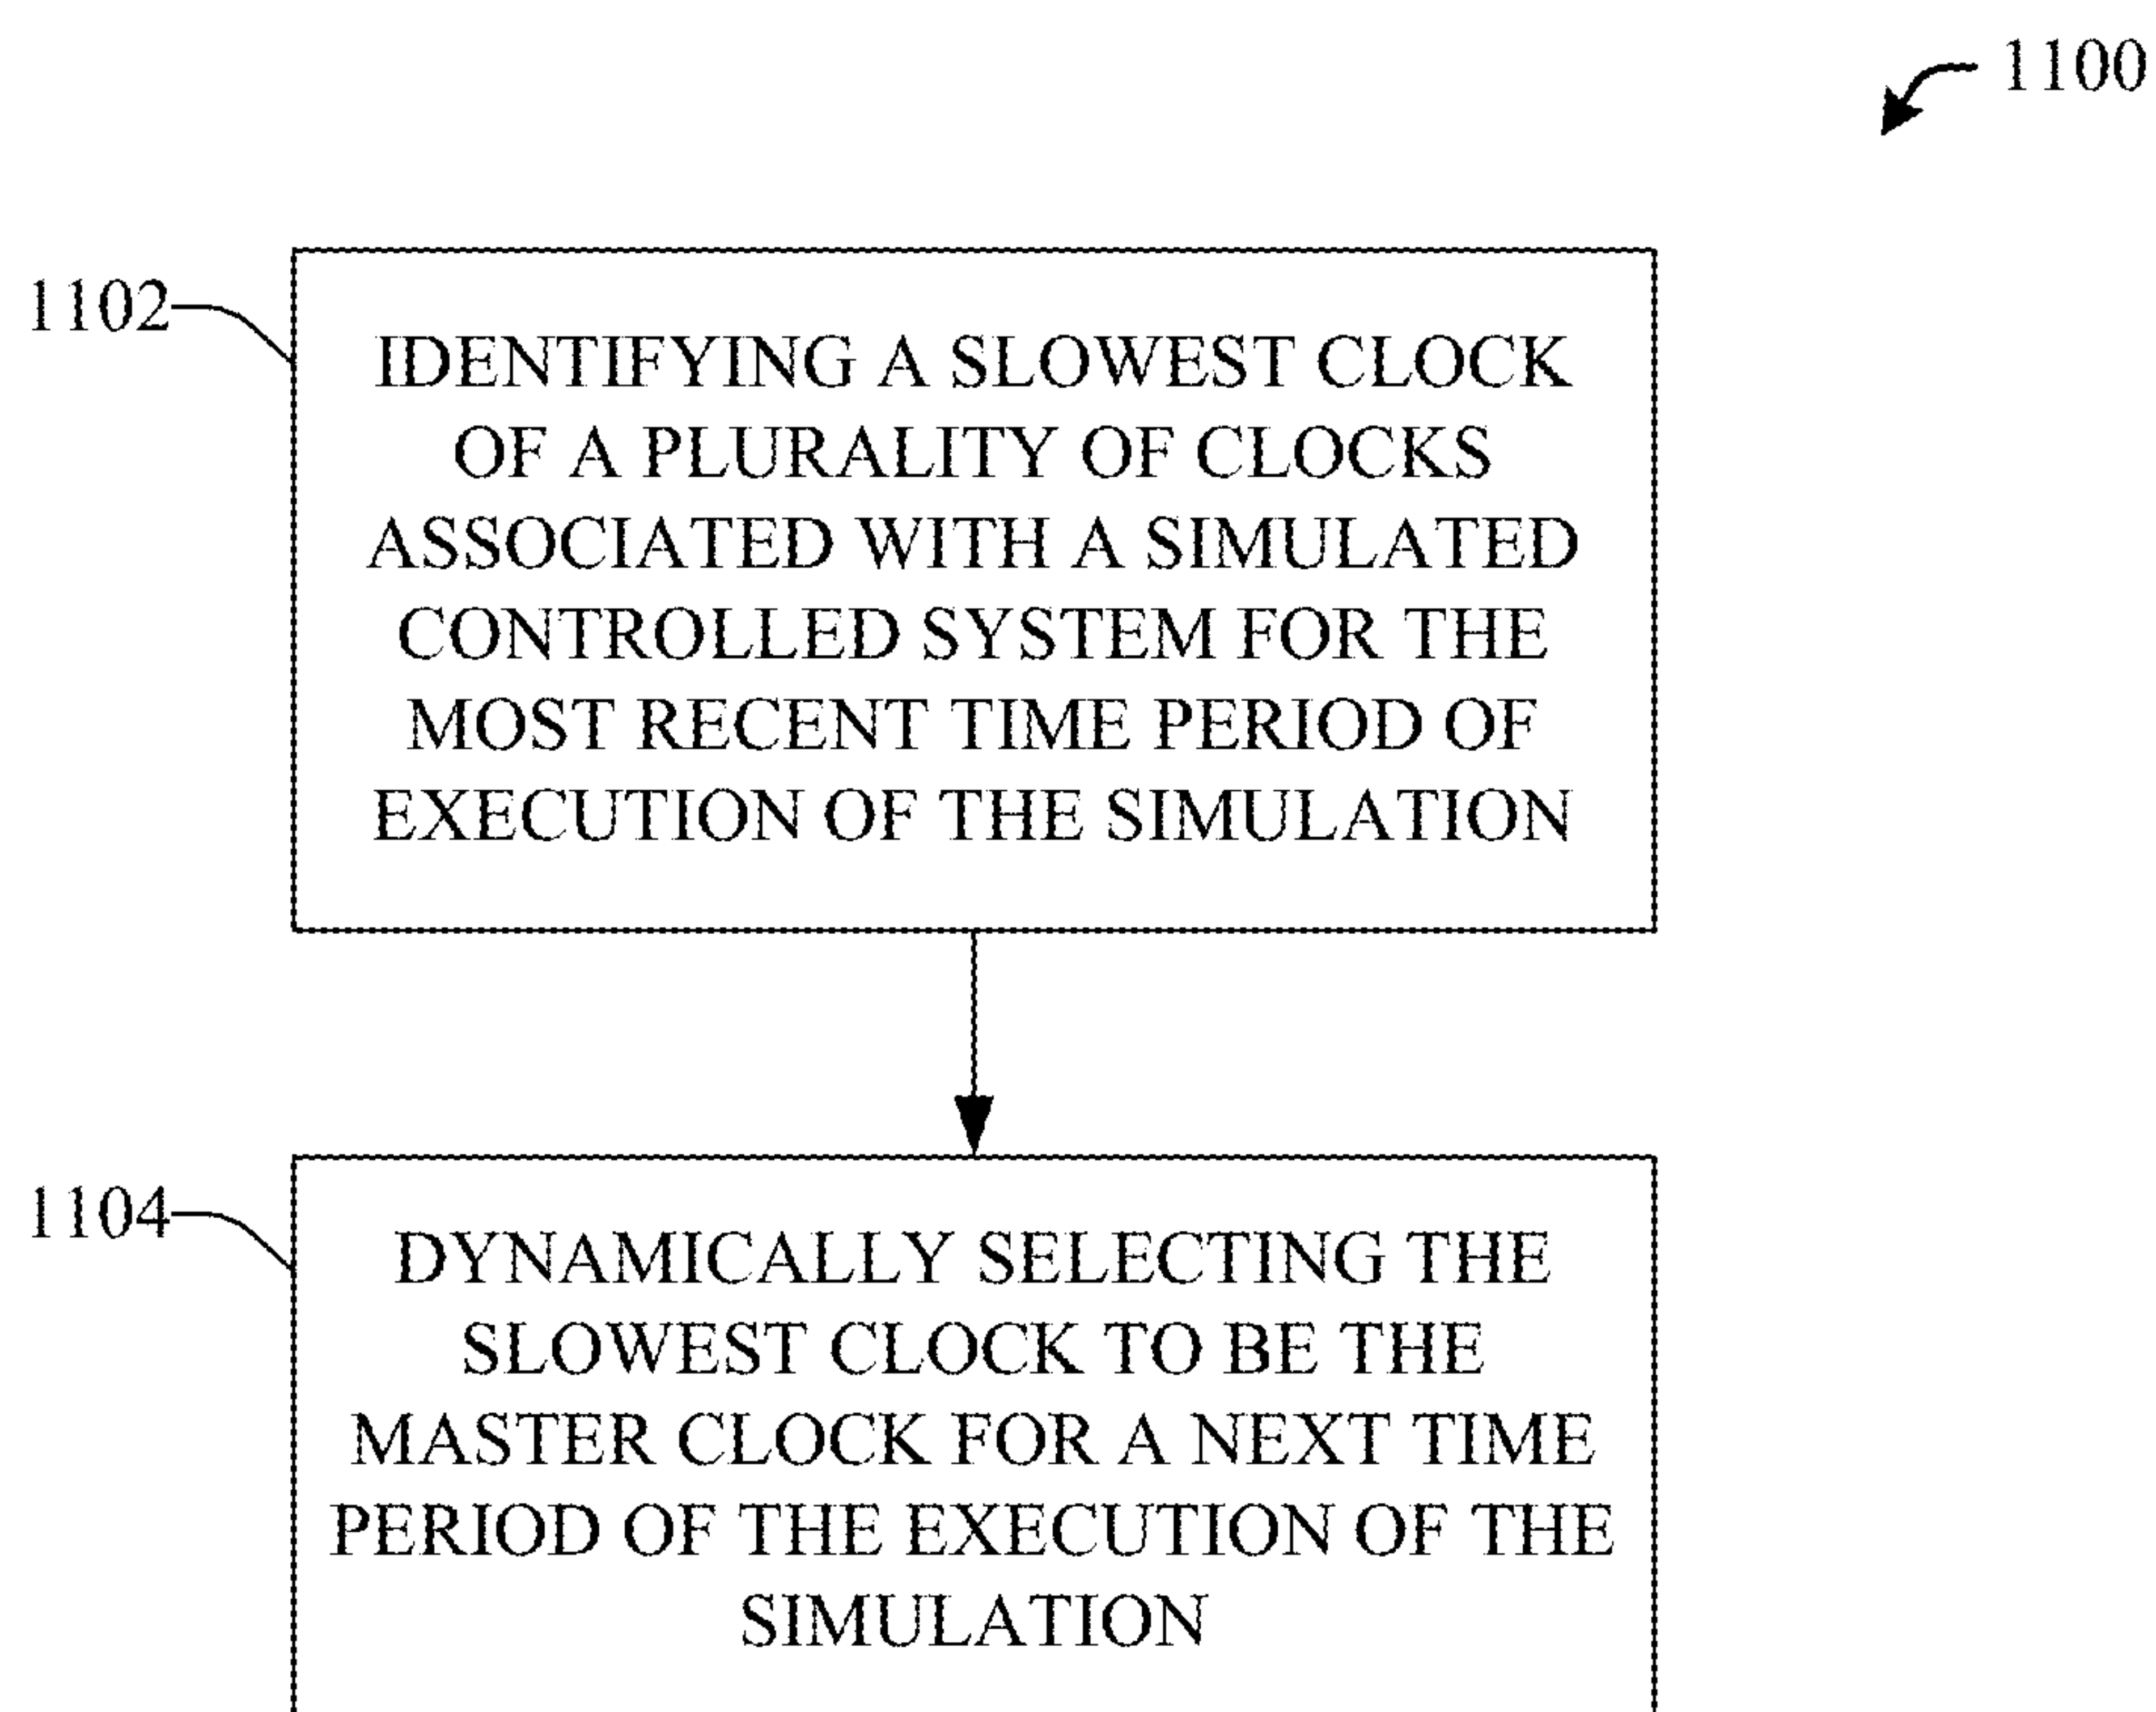 1100
1102
IDENTIFYING A SLOWEST CLOCK
OF A PLURALITY OF CLOCKS
ASSOCIATED WITH A SIMULATED
CONTROLLED SYSTEM FOR THE
MOST RECENT TIME PERIOD OF
EXECUTION OF THE SIMULATION
1104
DYNAMICALLY SELECTING THE
SLOWEST CLOCK TO BE THE
MASTER CLOCK FOR A NEXT TIME
PERIOD OF THE EXECUTION OF THE
SIMULATION